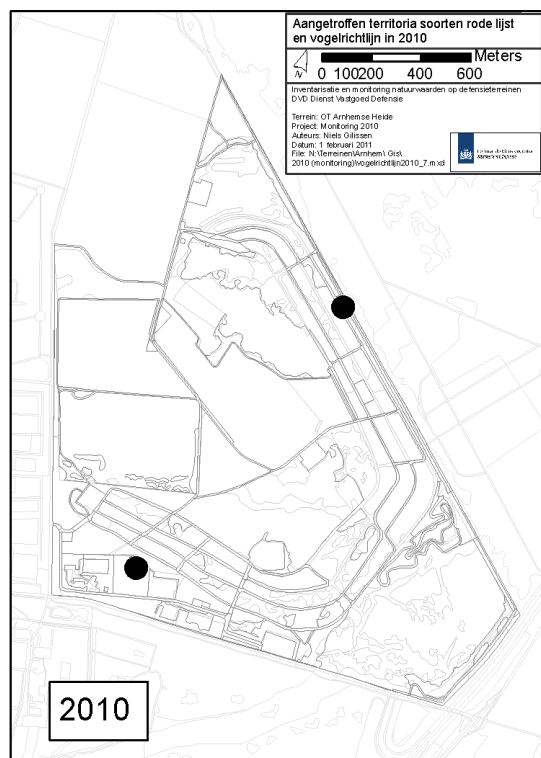 Aangetroffen territoria soorten rode lijst
en vogelrichtlijn in 2010
N
Meters
0 100200 400 600
Inventarisatie en monitoring natuurwaarden op defensieterreinen
DVD Dienst Vastgoed Defensie
Terrein: OT Arnhemse Heide
Project: Monitoring 2010
Auteurs: Niels Gilissen
Datum: 1 februari 2011
File: N:\Terreinen\Arnhem\ Gis\
2010 (monitoring)\vogelrichtlijn2010_7.mxd
2010